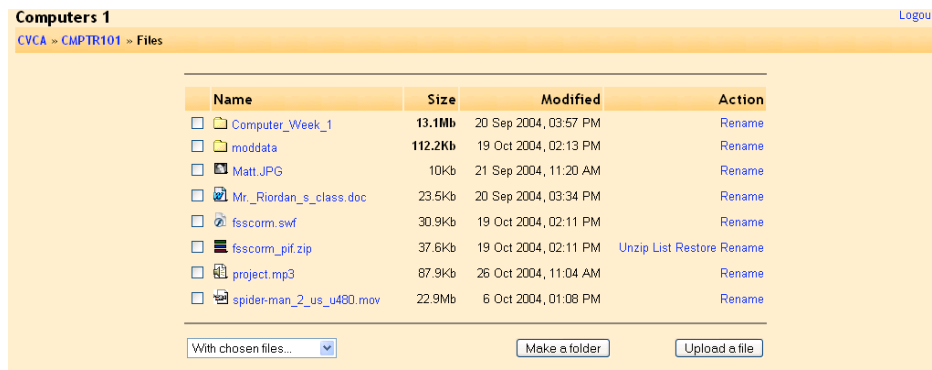 Computers 1 Logou
CVCA » CMPTR101 » Files
Name Size Modified Action
Computer_Week_1 13.1Mb 20 Sep 2004, 03:57 PM Rename
moddata 112.2Kb 19 Oct 2004, 02:13 PM Rename
Matt.JPG 10Kb 21 Sep 2004, 11:20 AM Rename
Mr._Riordan_s_class.doc 23.5Kb 20 Sep 2004, 03:34 PM Rename
fsscorm.swf 30.9Kb 19 Oct 2004, 02:11 PM Rename
fsscorm_pif.zip 37.6Kb 19 Oct 2004, 02:11 PM Unzip List Restore Rename
project.mp3 87.9Kb 26 Oct 2004, 11:04 AM Rename
spider-man_2_us_u480.mov 22.9Mb 6 Oct 2004, 01:08 PM Rename
With chosen files... Make a folder Upload a file